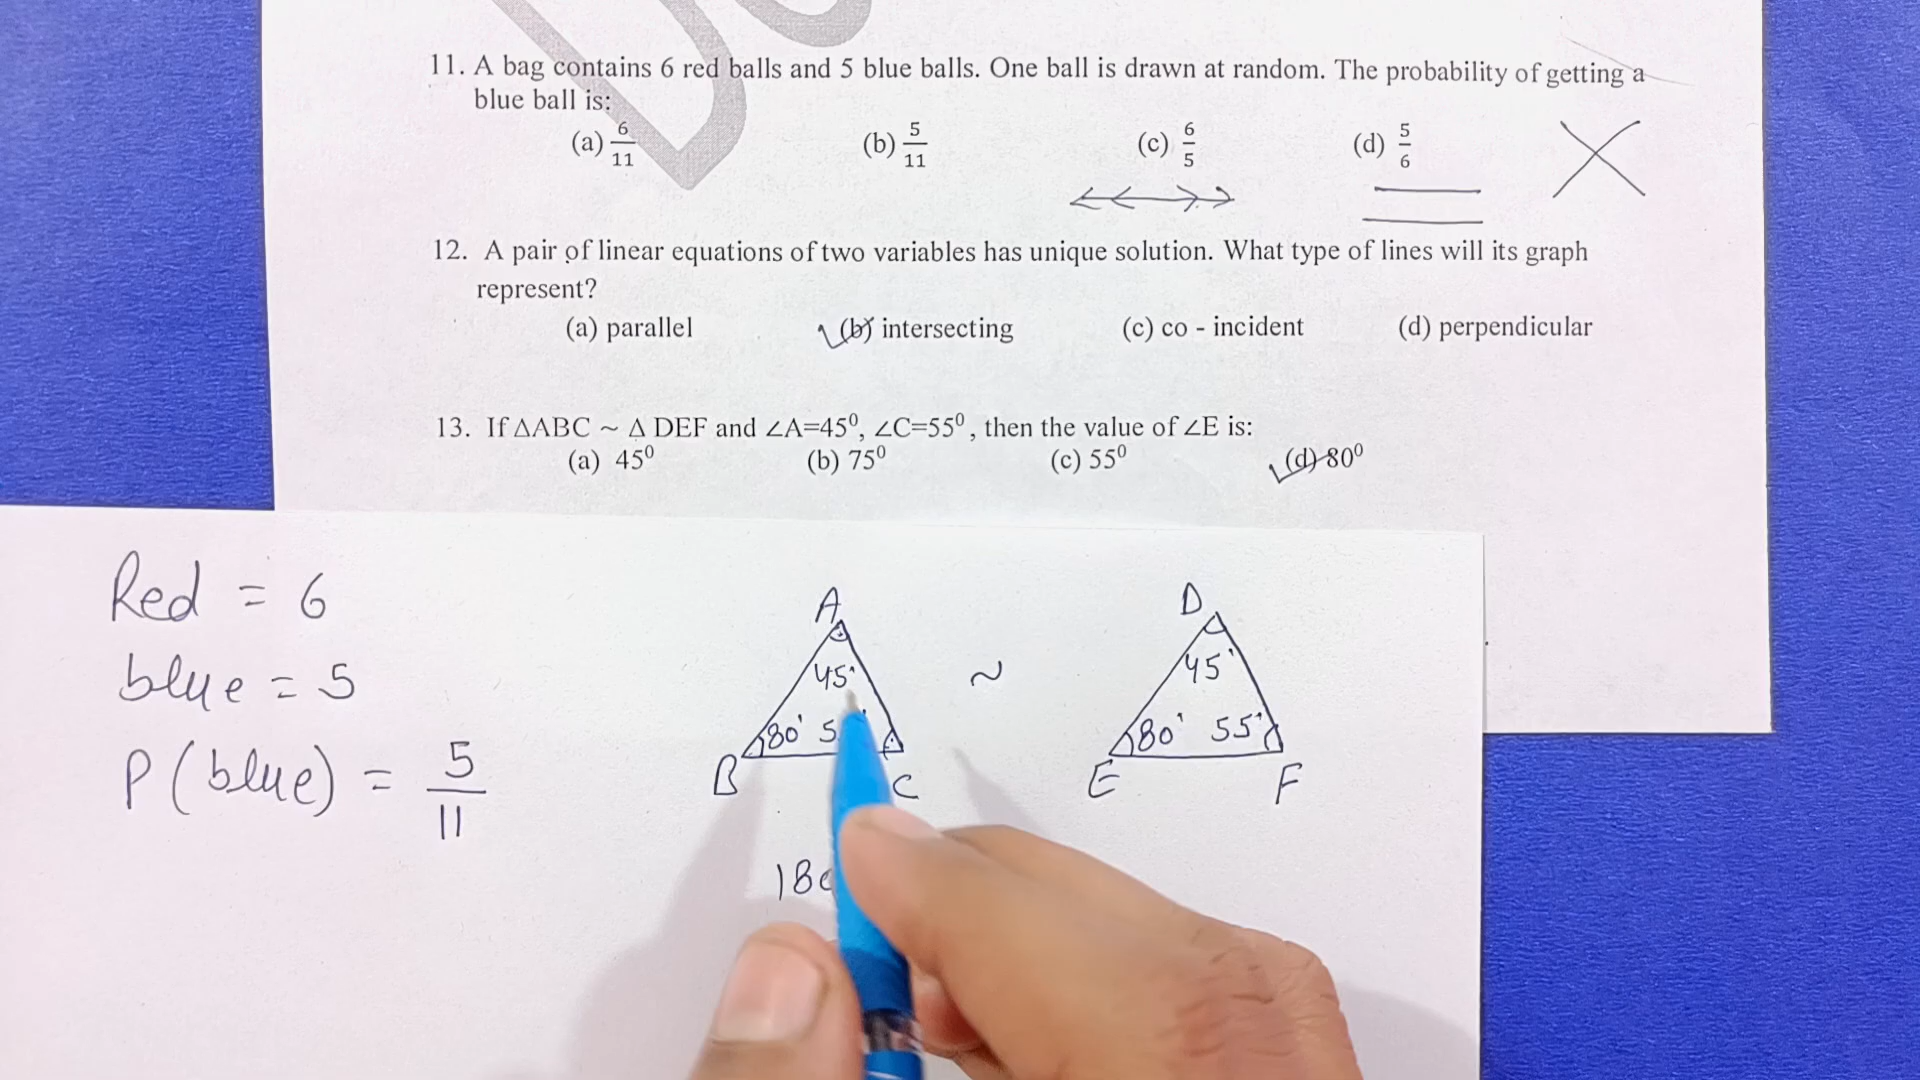 11. A bag contains 6 red balls and 5 blue balls. One ball is drawn at random. The probability of getting a
blue ball is:
(a) 6/11 (b) 5/11 (c) 6/5 (d) 5/6
12. A pair of linear equations of two variables has unique solution. What type of lines will its graph
represent?
(a) parallel (b) intersecting (c) co - incident (d) perpendicular
13. If ΔABC ~ Δ DEF and ∠A=45⁰, ∠C=55⁰, then the value of ∠E is:
(a) 45⁰ (b) 75⁰ (c) 55⁰ (d) 80⁰
Red = 6
blue = 5
P(blue) = 5/11
A
45°
80°
B C
~
D
45°
80° 55°
E F